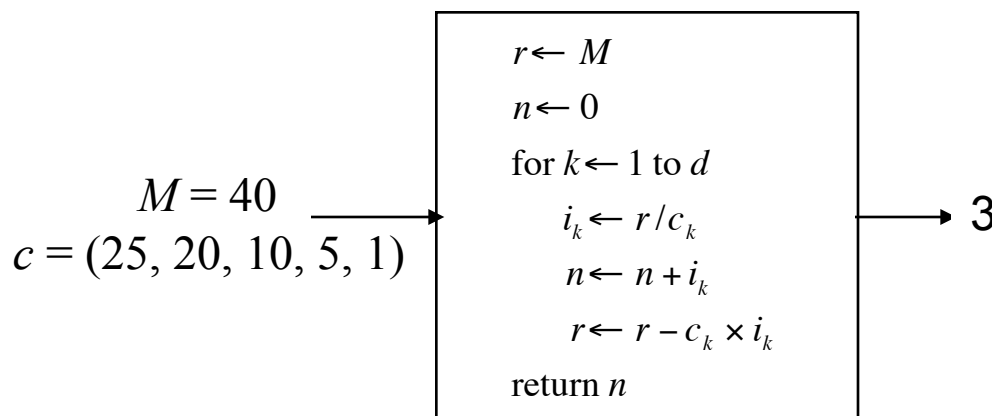 M = 40
c = (25, 20, 10, 5, 1)
r ← M
n ← 0
for k ← 1 to d
i_k ← r / c_k
n ← n + i_k
r ← r − c_k × i_k
return n
3